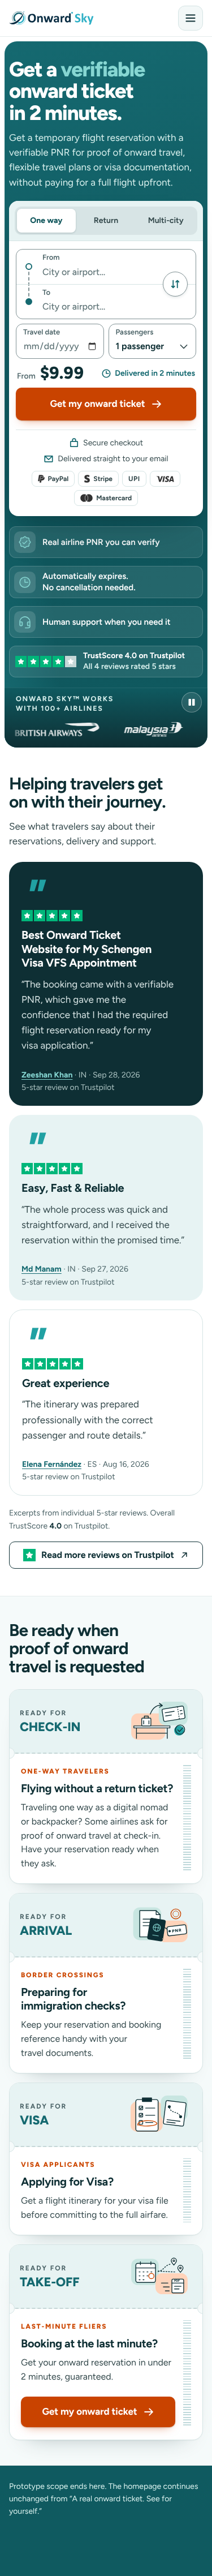 Onward Sky
Get a verifiable
onward ticket
in 2 minutes.
Get a temporary flight reservation with a
verifiable PNR for proof of onward travel,
flexible travel plans or visa documentation,
without paying for a full flight upfront.
One way
Return
Multi-city
From
City or airport...
To
City or airport...
Travel date
mm/dd/yyyy
Passengers
1 passenger
From $9.99
Delivered in 2 minutes
Get my onward ticket →
Secure checkout
Delivered straight to your email
PayPal
Stripe
UPI
VISA
Mastercard
Real airline PNR you can verify
Automatically expires.
No cancellation needed.
Human support when you need it
TrustScore 4.0 on Trustpilot
All 4 reviews rated 5 stars
ONWARD SKY™ WORKS
WITH 100+ AIRLINES
BRITISH AIRWAYS
malaysia
airlines
Helping travelers get
on with their journey.
See what travelers say about their
reservations, delivery and support.
Best Onward Ticket
Website for My Schengen
Visa VFS Appointment
“The booking came with a verifiable
PNR, which gave me the
confidence that I had the required
flight reservation ready for my
visa application.”
Zeeshan Khan · IN · Sep 28, 2026
5-star review on Trustpilot
Easy, Fast & Reliable
“The whole process was quick and
straightforward, and I received the
reservation within the promised time.”
Md Manam · IN · Sep 27, 2026
5-star review on Trustpilot
Great experience
“The itinerary was prepared
professionally with the correct
passenger and route details.”
Elena Fernández · ES · Aug 16, 2026
5-star review on Trustpilot
Excerpts from individual 5-star reviews. Overall
TrustScore 4.0 on Trustpilot.
Read more reviews on Trustpilot ↗
Be ready when
proof of onward
travel is requested
READY FOR
CHECK-IN
ONE-WAY TRAVELERS
Flying without a return ticket?
Traveling one way as a digital nomad
or backpacker? Some airlines ask for
proof of onward travel at check-in.
Have your reservation ready when
they ask.
READY FOR
ARRIVAL
PNR
BORDER CROSSINGS
Preparing for
immigration checks?
Keep your reservation and booking
reference handy with your
travel documents.
READY FOR
VISA
VISA APPLICANTS
Applying for Visa?
Get a flight itinerary for your visa file
before committing to the full airfare.
READY FOR
TAKE-OFF
LAST-MINUTE FLIERS
Booking at the last minute?
Get your onward reservation in under
2 minutes, guaranteed.
Get my onward ticket →
Prototype scope ends here. The homepage continues
unchanged from “A real onward ticket. See for
yourself.”